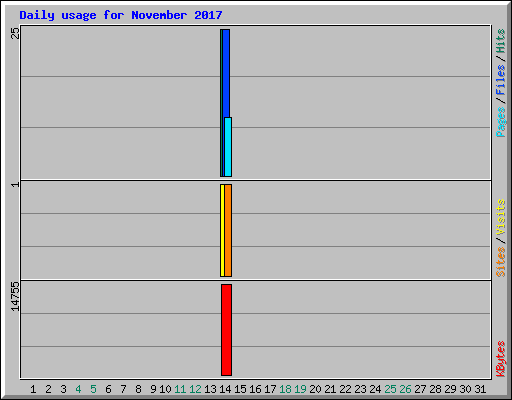 Daily usage for November 2017
25
1
14755
Pages / Files / Hits
Sites / Visits
KBytes
1 2 3 4 5 6 7 8 9 10 11 12 13 14 15 16 17 18 19 20 21 22 23 24 25 26 27 28 29 30 31